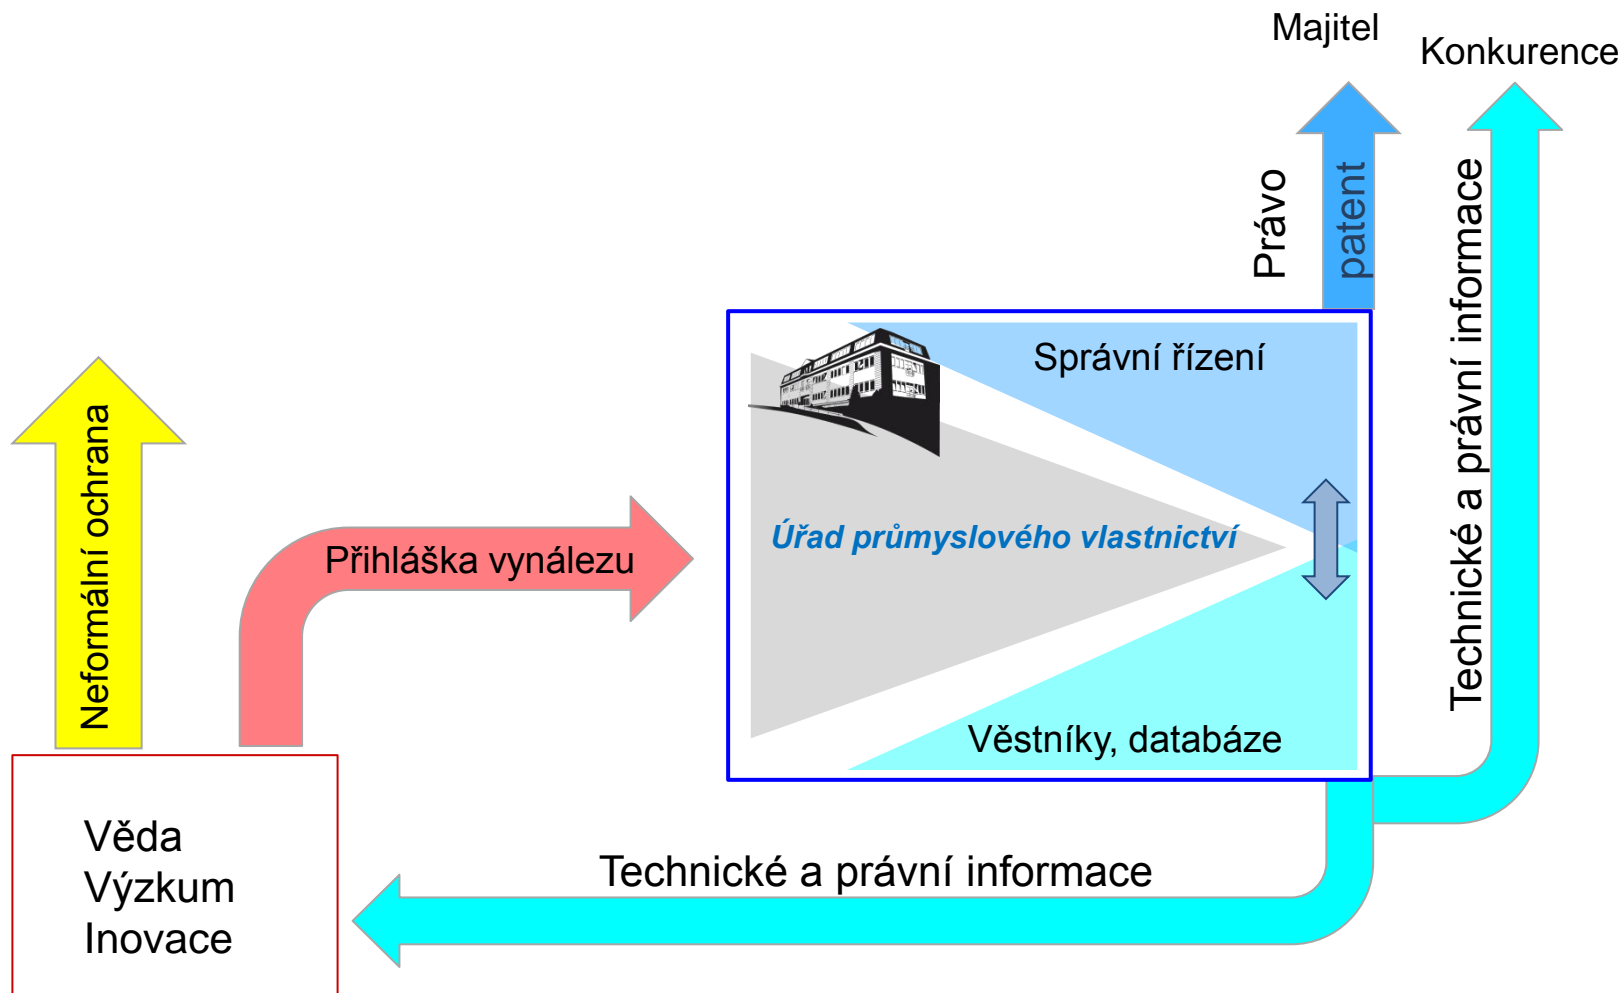 Majitel
Konkurence
Právo
patent
Technické a právní informace
Správní řízení
Neformální ochrana
Přihláška vynálezu
Úřad průmyslového vlastnictví
Věstníky, databáze
Technické a právní informace
Věda
Výzkum
Inovace